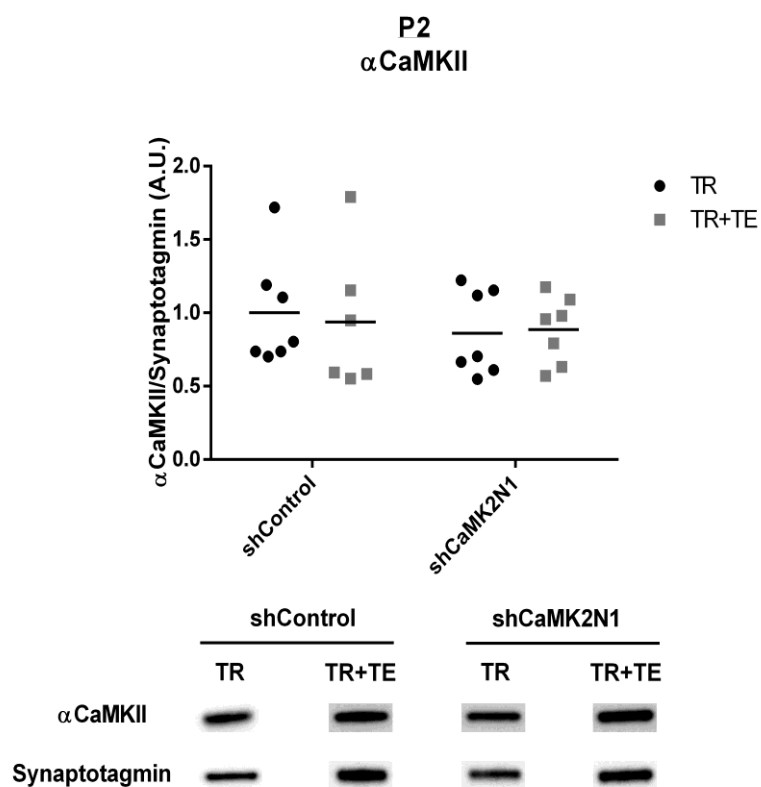 P2
αCaMKII
αCaMKII/Synaptotagmin (A.U.)
2.0
1.5
1.0
0.5
0.0
TR
TR+TE
shControl
shCaMK2N1
shControl shCaMK2N1
TR TR+TE TR TR+TE
αCaMKII
Synaptotagmin